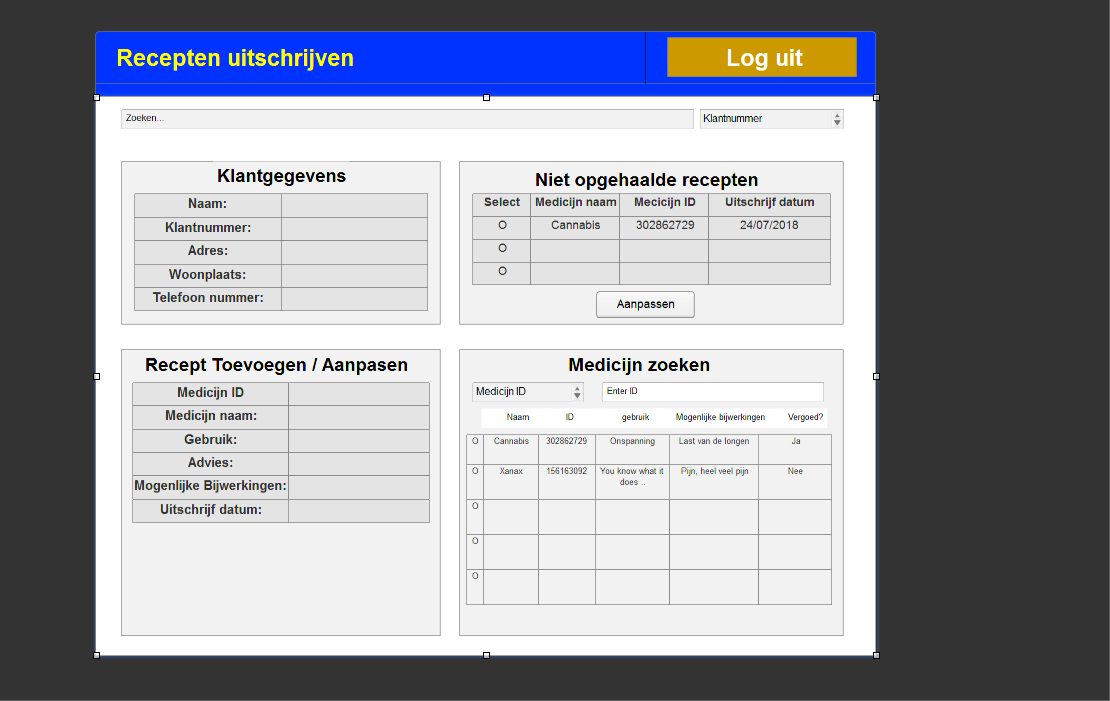 Recepten uitschrijven
Log uit
Zoeken...
Klantnummer
Klantgegevens
Naam:
Klantnummer:
Adres:
Woonplaats:
Telefoon nummer:
Niet opgehaalde recepten
Select Medicijn naam Mecicijn ID Uitschrijf datum
O Cannabis 302862729 24/07/2018
O
O
Aanpassen
Recept Toevoegen / Aanpasen
Medicijn ID
Medicijn naam:
Gebruik:
Advies:
Mogenlijke Bijwerkingen:
Uitschrijf datum:
Medicijn zoeken
Medicijn ID
Enter ID
Naam ID gebruik Mogenlijke bijwerkingen Vergoed?
O Cannabis 302862729 Onspanning Last van de longen Ja
O Xanax 156163092 You know what it Pijn, heel veel pijn Nee
does ..
O
O
O